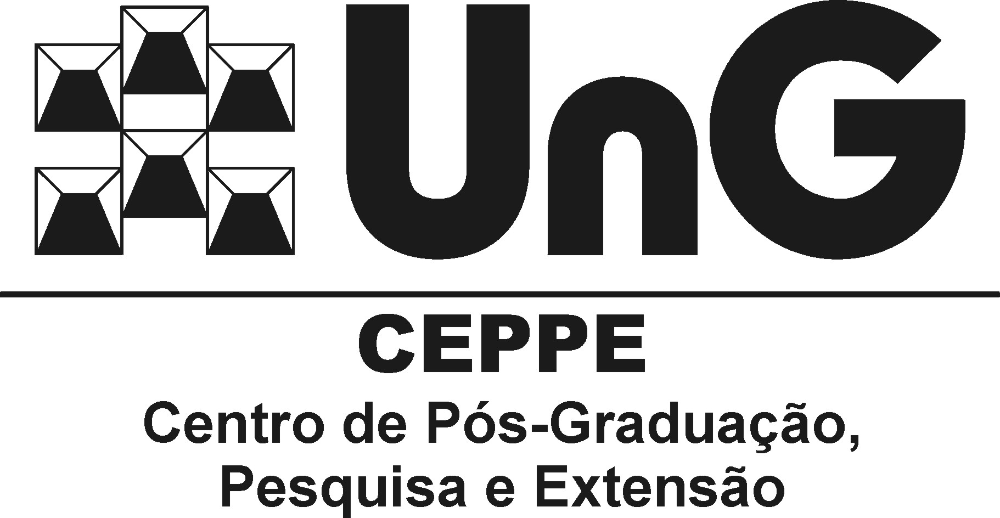 UnG
CEPPE
Centro de Pós-Graduação,
Pesquisa e Extensão